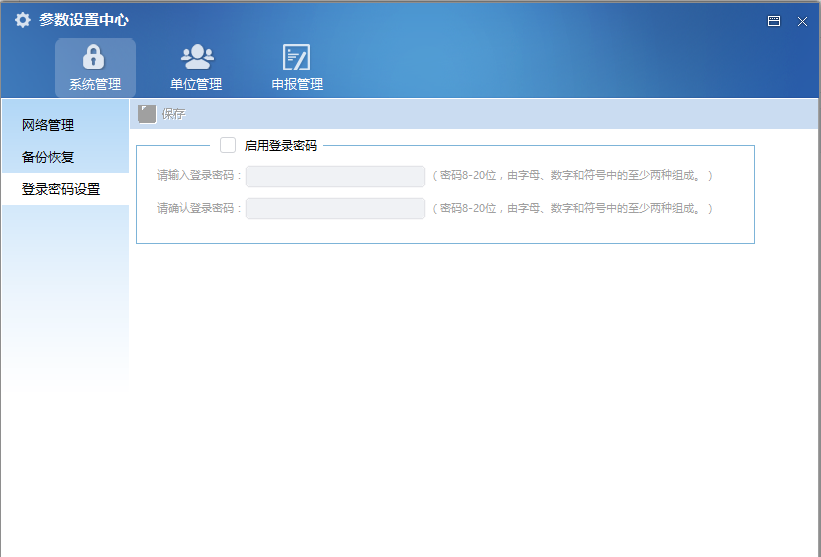 参数设置中心
系统管理 单位管理 申报管理
网络管理
备份恢复
登录密码设置
保存
启用登录密码
请输入登录密码： （密码8-20位，由字母、数字和符号中的至少两种组成。）
请确认登录密码： （密码8-20位，由字母、数字和符号中的至少两种组成。）